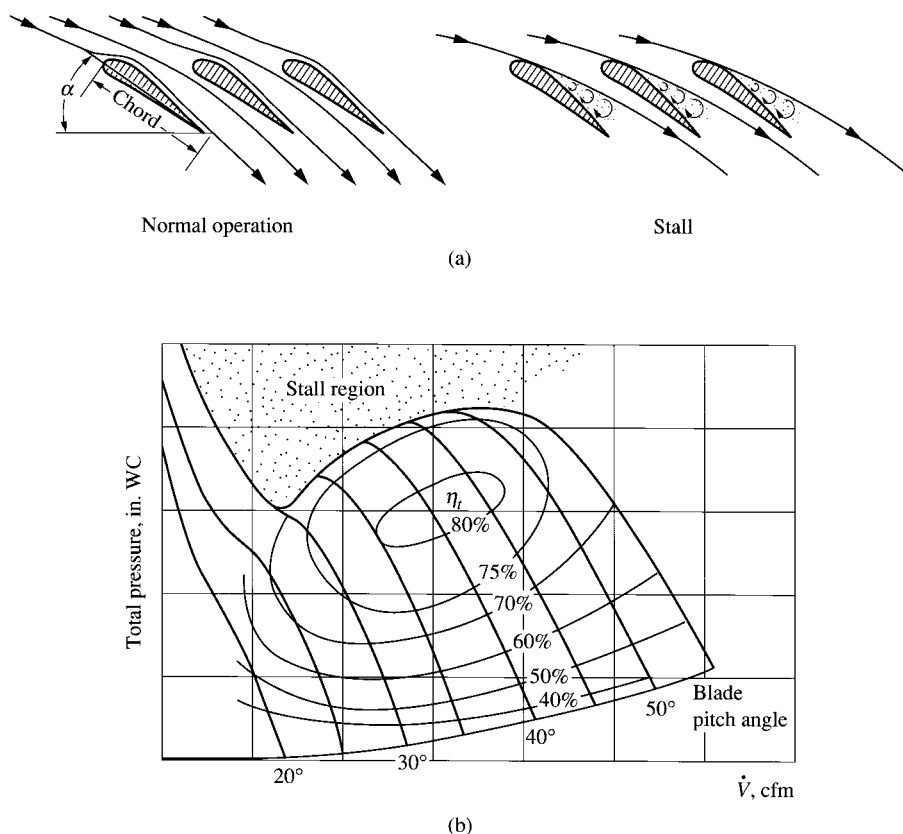 α
Chord
Normal operation
Stall
(a)
Stall region
Total pressure, in. WC
η_t
80%
75%
70%
60%
50%
40%
20°
30°
40°
50°
Blade
pitch angle
V̇, cfm
(b)